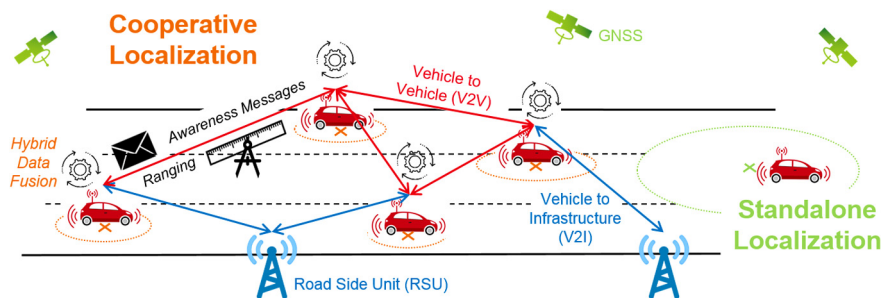 Cooperative
Localization
GNSS
Vehicle to
Vehicle (V2V)
Awareness Messages
Ranging
Hybrid
Data
Fusion
Vehicle to
Infrastructure
(V2I)
Standalone
Localization
Road Side Unit (RSU)